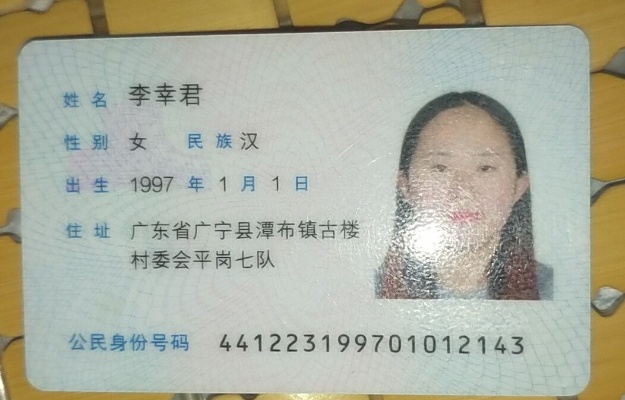 姓名 李幸君
性别 女 民族 汉
出生 1997 年 1 月 1 日
住址 广东省广宁县潭布镇古楼
村委会平岗七队
公民身份号码 441223199701012143